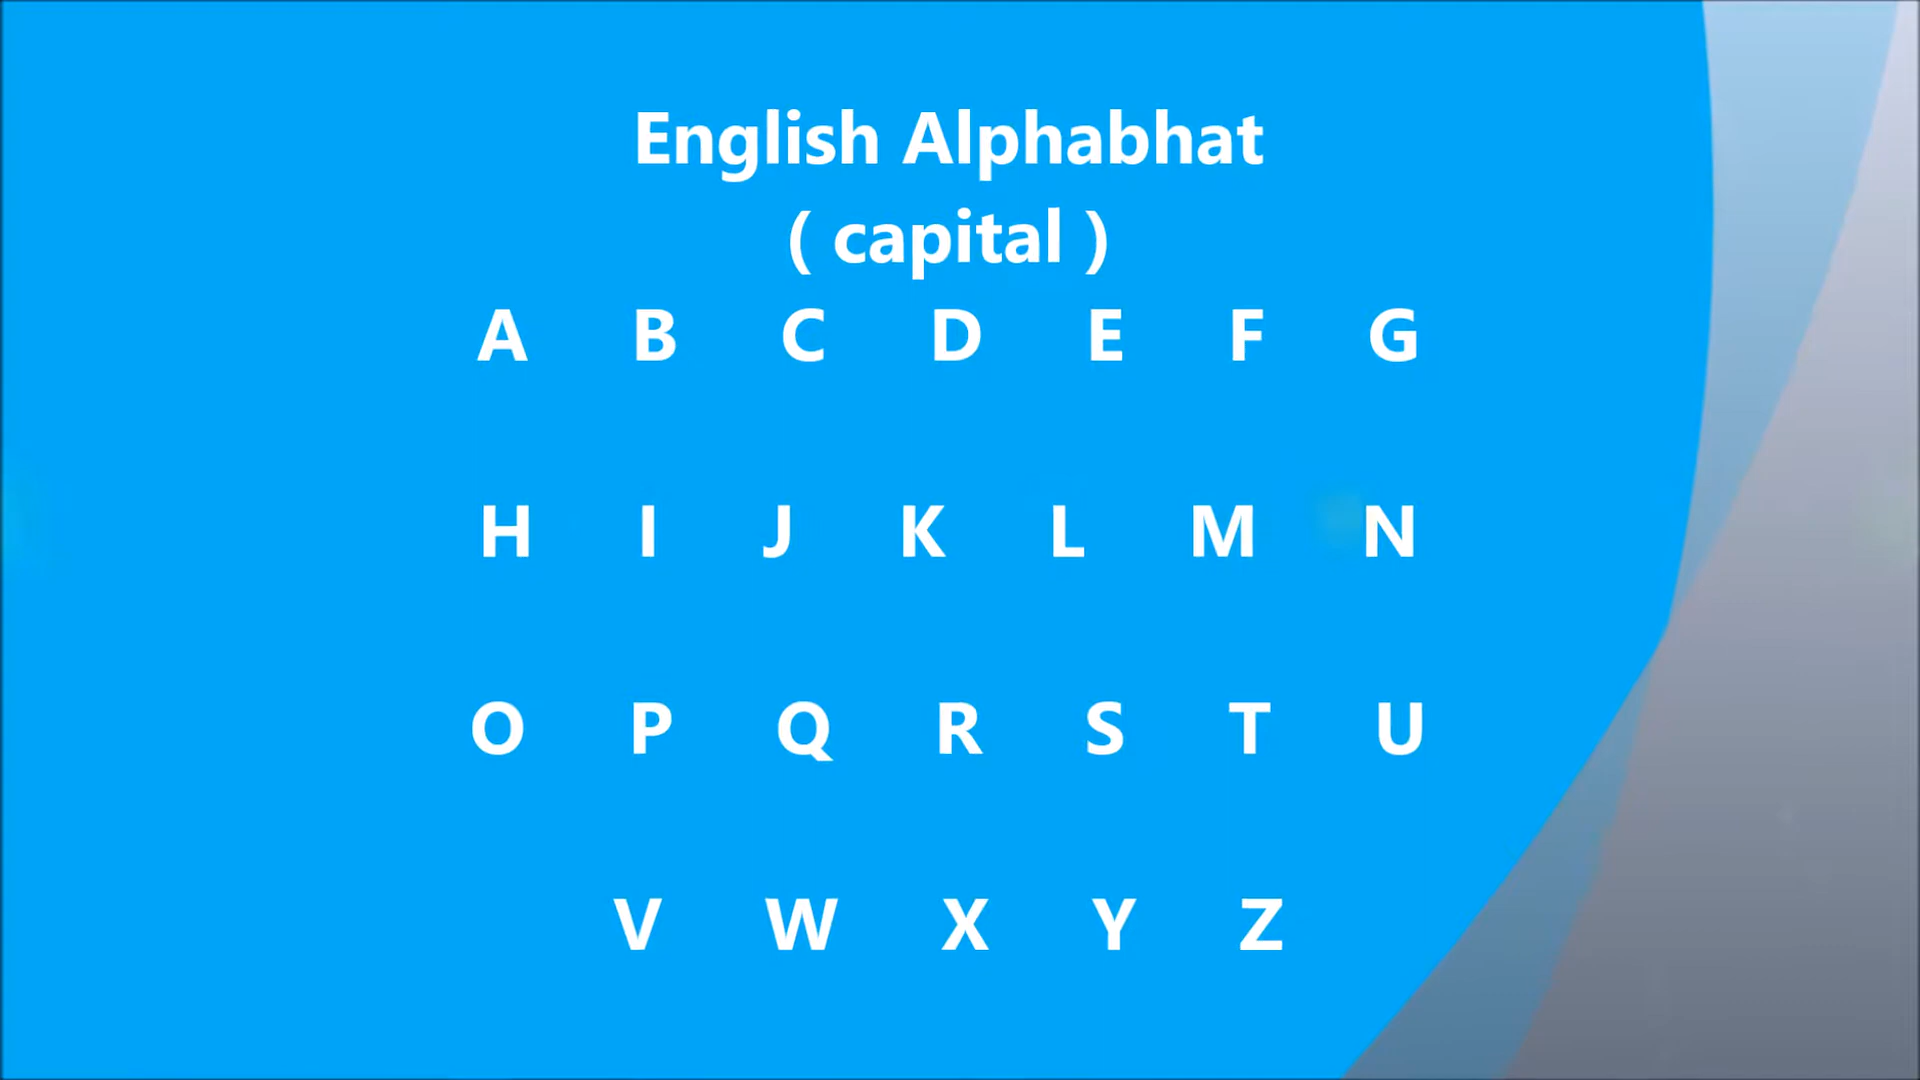 English Alphabhat
( capital )
A B C D E F G
H I J K L M N
O P Q R S T U
V W X Y Z